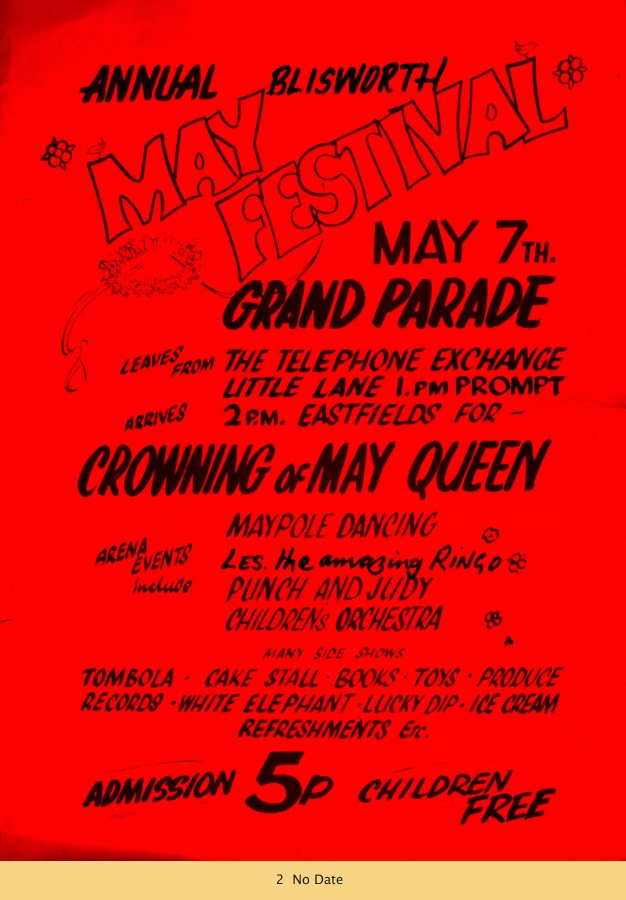 ANNUAL BLISWORTH
MAY
FESTIVAL
MAY 7TH.
GRAND PARADE
LEAVES FROM THE TELEPHONE EXCHANGE
LITTLE LANE 1.PM PROMPT
ARRIVES 2P.M. EASTFIELDS FOR –
CROWNING OF MAY QUEEN
MAYPOLE DANCING
ARENA EVENTS include
LES. the amazing RINGO
PUNCH AND JUDY
CHILDREN's ORCHESTRA
MANY SIDE SHOWS
TOMBOLA · CAKE STALL · BOOKS · TOYS · PRODUCE
RECORDS · WHITE ELEPHANT · LUCKY DIP · ICE CREAM
REFRESHMENTS Etc.
ADMISSION 5p CHILDREN FREE
2 No Date